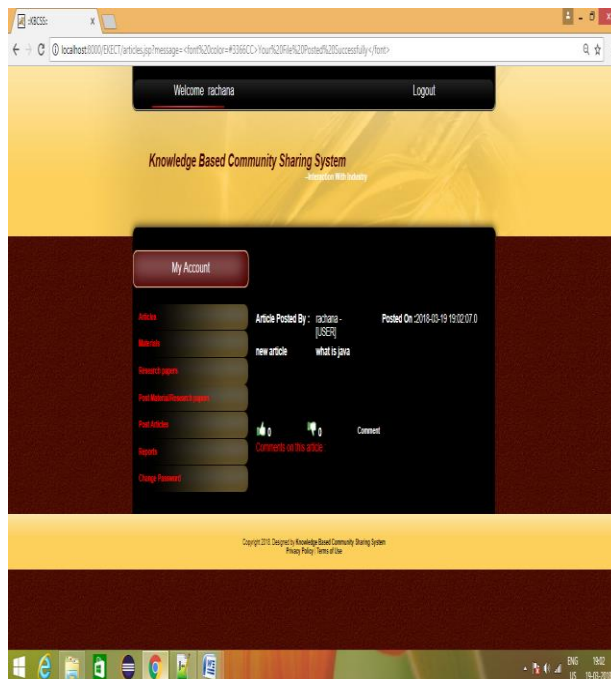 :KBCSS:
localhost:8000/EKECT/articles.jsp?message=<font%20color=#3366CC>Your%20File%20Posted%20Successfully</font>
Welcome rachana Logout
Knowledge Based Community Sharing System
-Interaction With Industry
My Account
Articles
Materials
Research papers
Post Material/Research papers
Post Articles
Reports
Change Password
Article Posted By : rachana - Posted On :2018-03-19 19:02:07.0
[USER]
new article what is java
0 0 Comment
Comments on this article:
Copyright 2018. Designed by Knowledge Based Community Sharing System
Privacy Policy | Terms of Use
ENG 19:02
US 19-03-2018